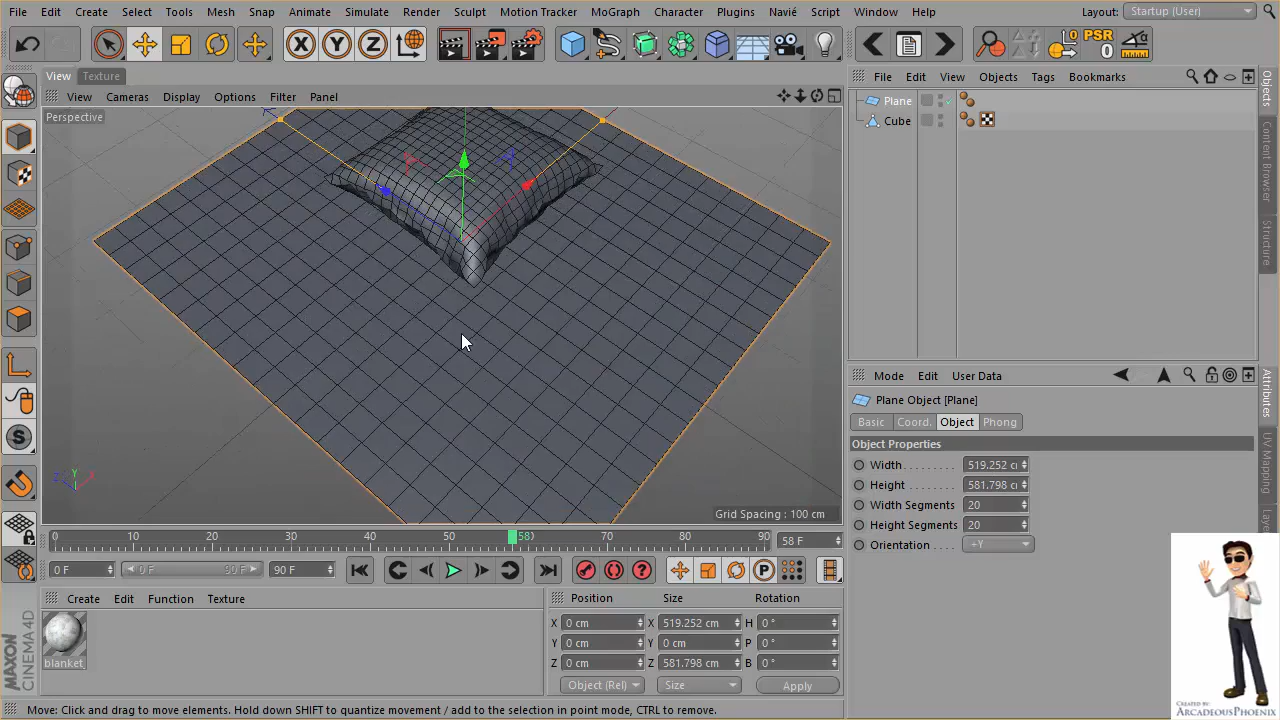 File Edit Create Select Tools Mesh Snap Animate Simulate Render Sculpt Motion Tracker MoGraph Character Plugins Navié Script Window Help Layout: Startup (User)
X Y Z PSR 0
View Texture
View Cameras Display Options Filter Panel
File Edit View Objects Tags Bookmarks
Perspective
Plane
Cube
Objects
Content Browser
Structure
Mode Edit User Data
Plane Object [Plane]
Basic Coord. Object Phong
Object Properties
Width 519.252 cm
Height 581.798 cm
Width Segments 20
Height Segments 20
Orientation +Y
Attributes
UV Mapping
Layers
Y
Z X
Grid Spacing : 100 cm
0 10 20 30 40 50 58 70 80 90 58 F
0 F 0 F 50 F 90 F
Create Edit Function Texture
blanket
Position Size Rotation
X 0 cm X 519.252 cm H 0 °
Y 0 cm Y 0 cm P 0 °
Z 0 cm Z 581.798 cm B 0 °
Object (Rel) Size Apply
MAXON
CINEMA 4D
CREATED BY:
ARCADEOUSPHOENIX
Move: Click and drag to move elements. Hold down SHIFT to quantize movement / add to the selection in point mode, CTRL to remove.